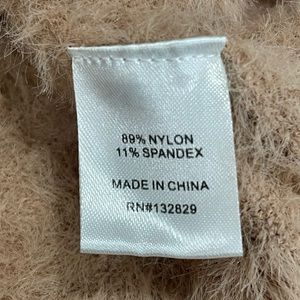 89% NYLON
11% SPANDEX
MADE IN CHINA
RN#132829